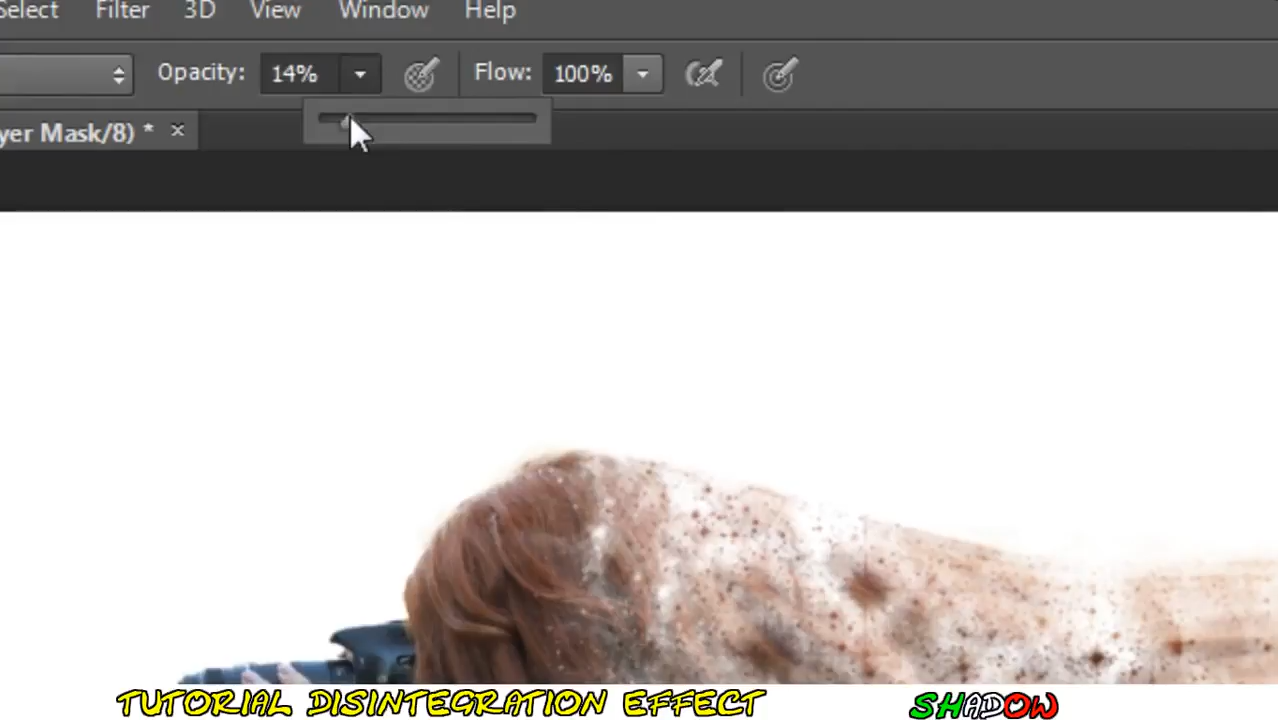 Select Filter 3D View Window Help
Opacity: 14% Flow: 100%
yer Mask/8) * ×
TUTORIAL DISINTEGRATION EFFECT SHADOW